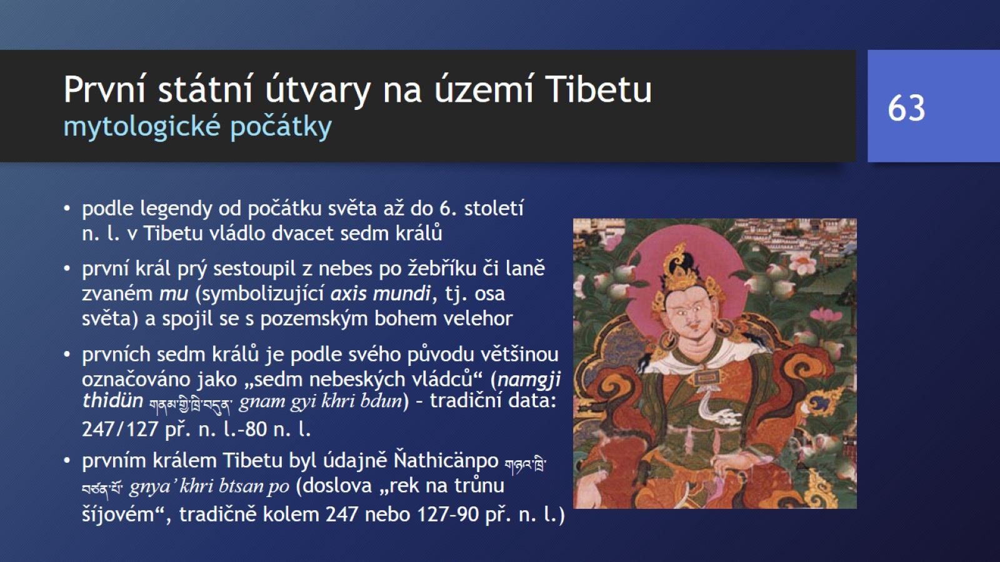 První státní útvary na území Tibetu
mytologické počátky
63
• podle legendy od počátku světa až do 6. století
n. l. v Tibetu vládlo dvacet sedm králů
• první král prý sestoupil z nebes po žebříku či laně
zvaném mu (symbolizující axis mundi, tj. osa
světa) a spojil se s pozemským bohem velehor
• prvních sedm králů je podle svého původu většinou
označováno jako „sedm nebeských vládců“ (namgji
thidün གནམ་གྱི་ཁྲི་བདུན་ gnam gyi khri bdun) – tradiční data:
247/127 př. n. l.–80 n. l.
• prvním králem Tibetu byl údajně Ňathicänpo གཉའ་ཁྲི་
བཙན་པོ་ gnya’ khri btsan po (doslova „rek na trůnu
šíjovém“, tradičně kolem 247 nebo 127–90 př. n. l.)